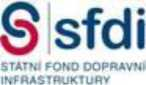 sfdi
STÁTNÍ FOND DOPRAVNÍ
INFRASTRUKTURY